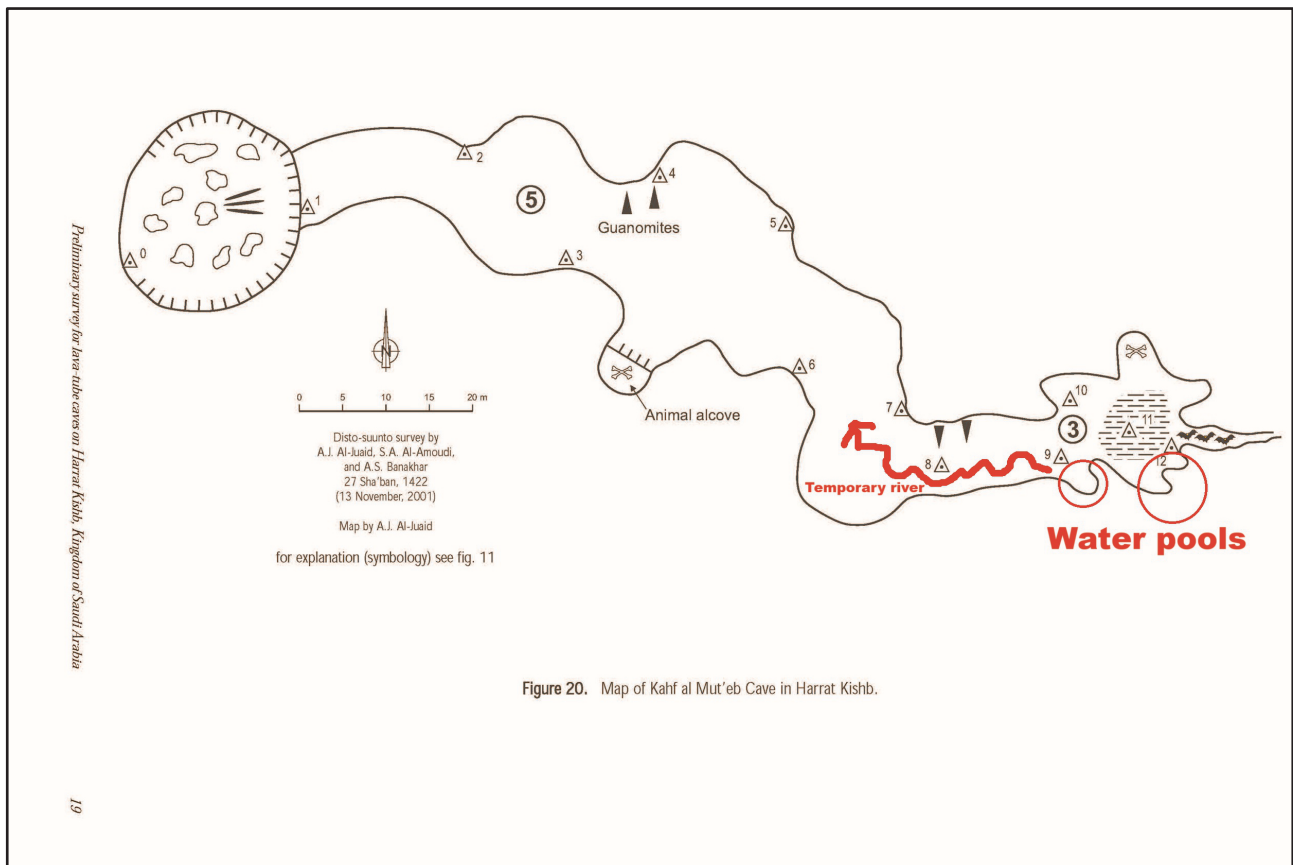 Preliminary survey for lava-tube caves on Harrat Kishb, Kingdom of Saudi Arabia
19
0
1
2
3
4
5
6
7
8
9
10
11
12
5
3
Guanomites
Animal alcove
N
0 5 10 15 20 m
Disto-suunto survey by
A.J. Al-Juaid, S.A. Al-Amoudi,
and A.S. Banakhar
27 Sha'ban, 1422
(13 November, 2001)
Map by A.J. Al-Juaid
for explanation (symbology) see fig. 11
Temporary river
Water pools
Figure 20. Map of Kahf al Mut'eb Cave in Harrat Kishb.